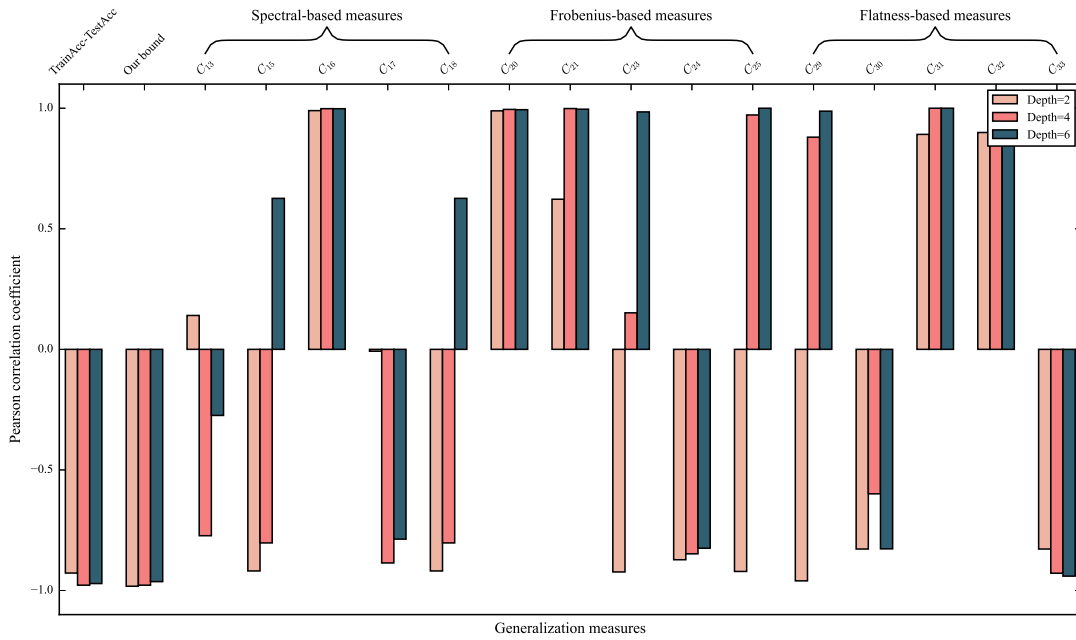 Spectral-based measures
Frobenius-based measures
Flatness-based measures
TrainAcc-TestAcc
Our bound
C13
C15
C16
C17
C18
C20
C21
C23
C24
C25
C29
C30
C31
C32
C33
Depth=2
Depth=4
Depth=6
1.0
0.5
0.0
−0.5
−1.0
Pearson correlation coefficient
Generalization measures